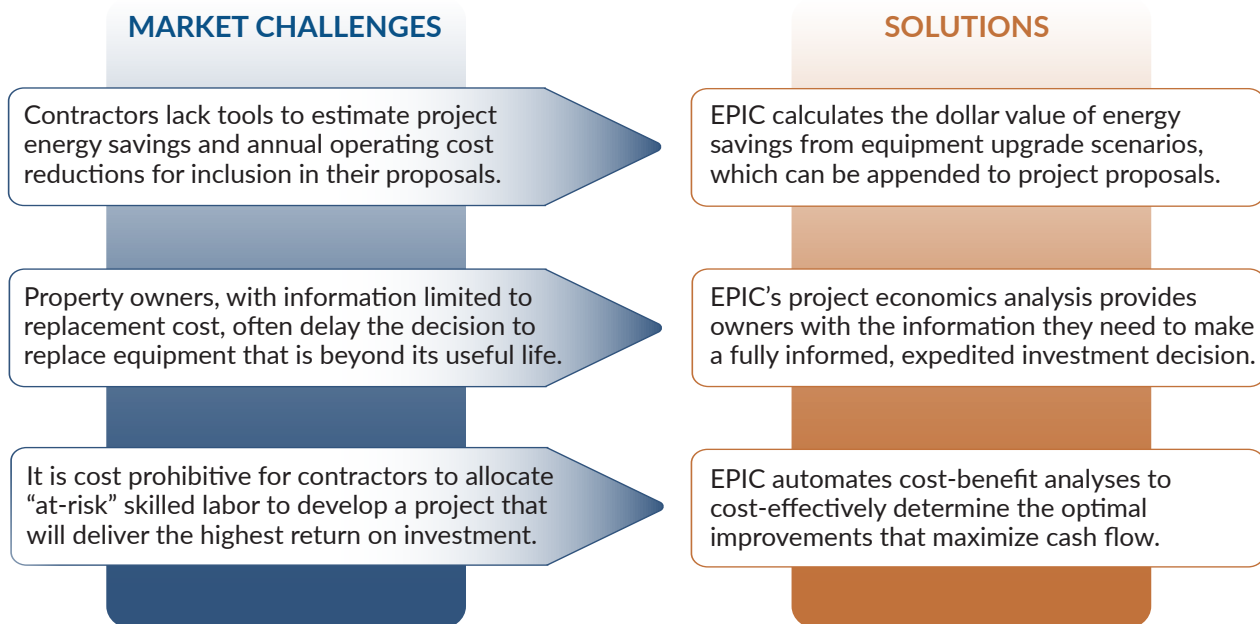 MARKET CHALLENGES
SOLUTIONS
Contractors lack tools to estimate project
energy savings and annual operating cost
reductions for inclusion in their proposals.
EPIC calculates the dollar value of energy
savings from equipment upgrade scenarios,
which can be appended to project proposals.
Property owners, with information limited to
replacement cost, often delay the decision to
replace equipment that is beyond its useful life.
EPIC’s project economics analysis provides
owners with the information they need to make
a fully informed, expedited investment decision.
It is cost prohibitive for contractors to allocate
“at-risk” skilled labor to develop a project that
will deliver the highest return on investment.
EPIC automates cost-benefit analyses to
cost-effectively determine the optimal
improvements that maximize cash flow.